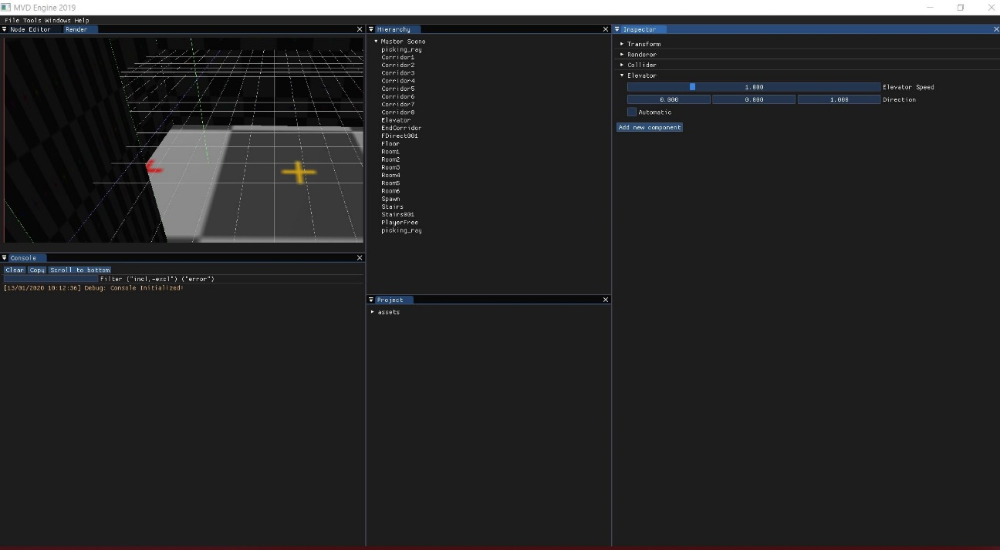 MVD Engine 2019
File Tools Windows Help
Node Editor Render
Console
Clear Copy Scroll to bottom
Filter ("incl,-excl") ("error")
[13/01/2020 10:12:36] Debug: Console Initialized!
Hierarchy
Master Scene
picking_ray
Corridor1
Corridor2
Corridor3
Corridor4
Corridor5
Corridor6
Corridor7
Corridor8
Elevator
EndCorridor
FDirect001
Floor
Room1
Room2
Room3
Room4
Room5
Room6
Spawn
Stairs
Stairs001
PlayerFree
picking_ray
Project
assets
Inspector
Transform
Renderer
Collider
Elevator
1.000 Elevator Speed
0.000 0.000 1.000 Direction
Automatic
Add new component